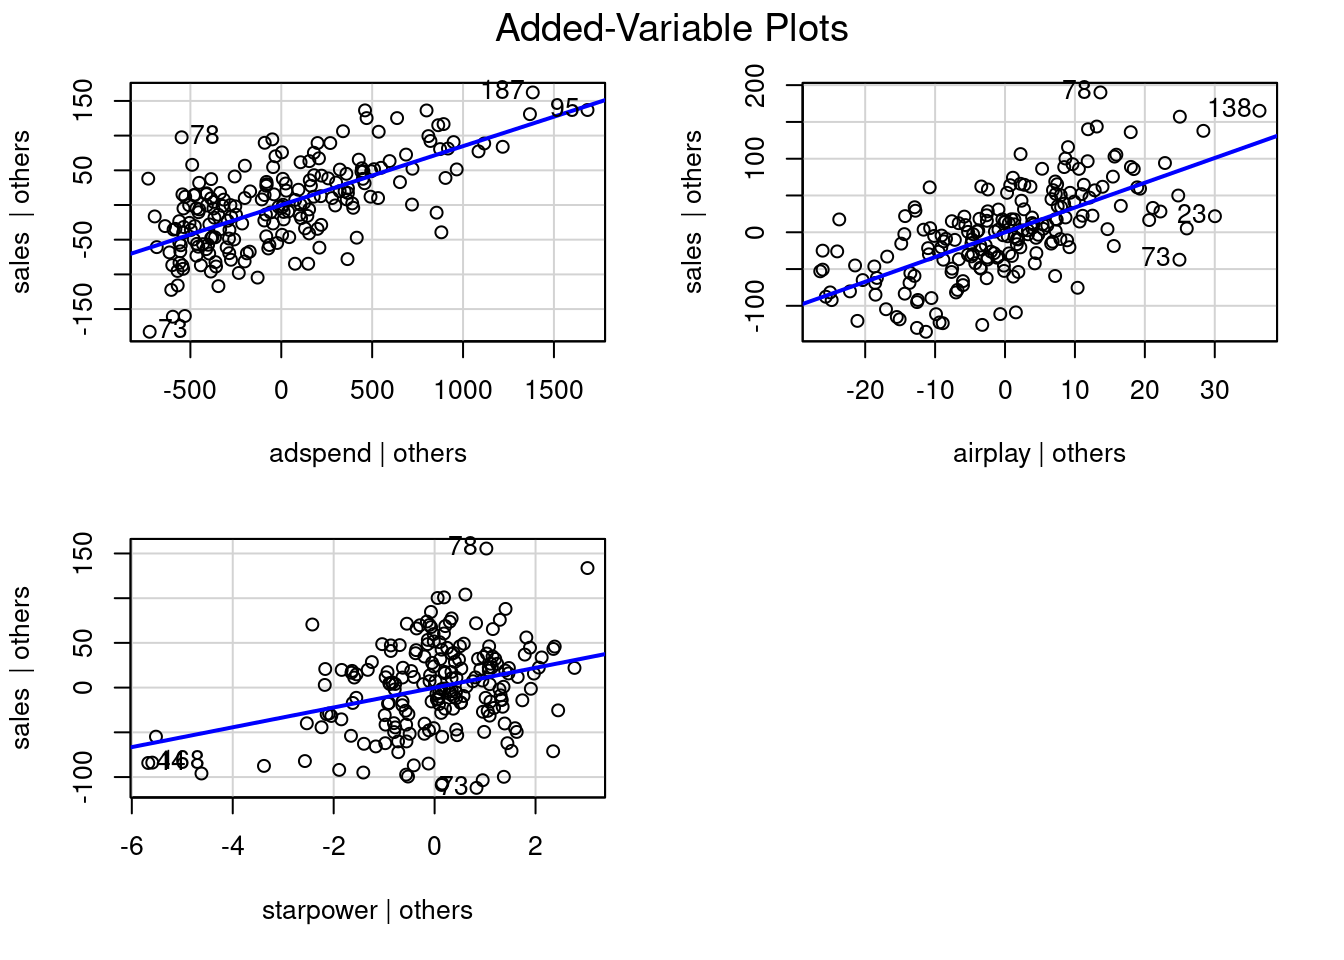 Added-Variable Plots
sales | others
150
50
-50
-150
187
95
78
73
-500 0 500 1000 1500
adspend | others
sales | others
200
100
0
-100
78
138
23
73
-20 -10 0 10 20 30
airplay | others
sales | others
150
50
0
-100
78
44
168
73
-6 -4 -2 0 2
starpower | others